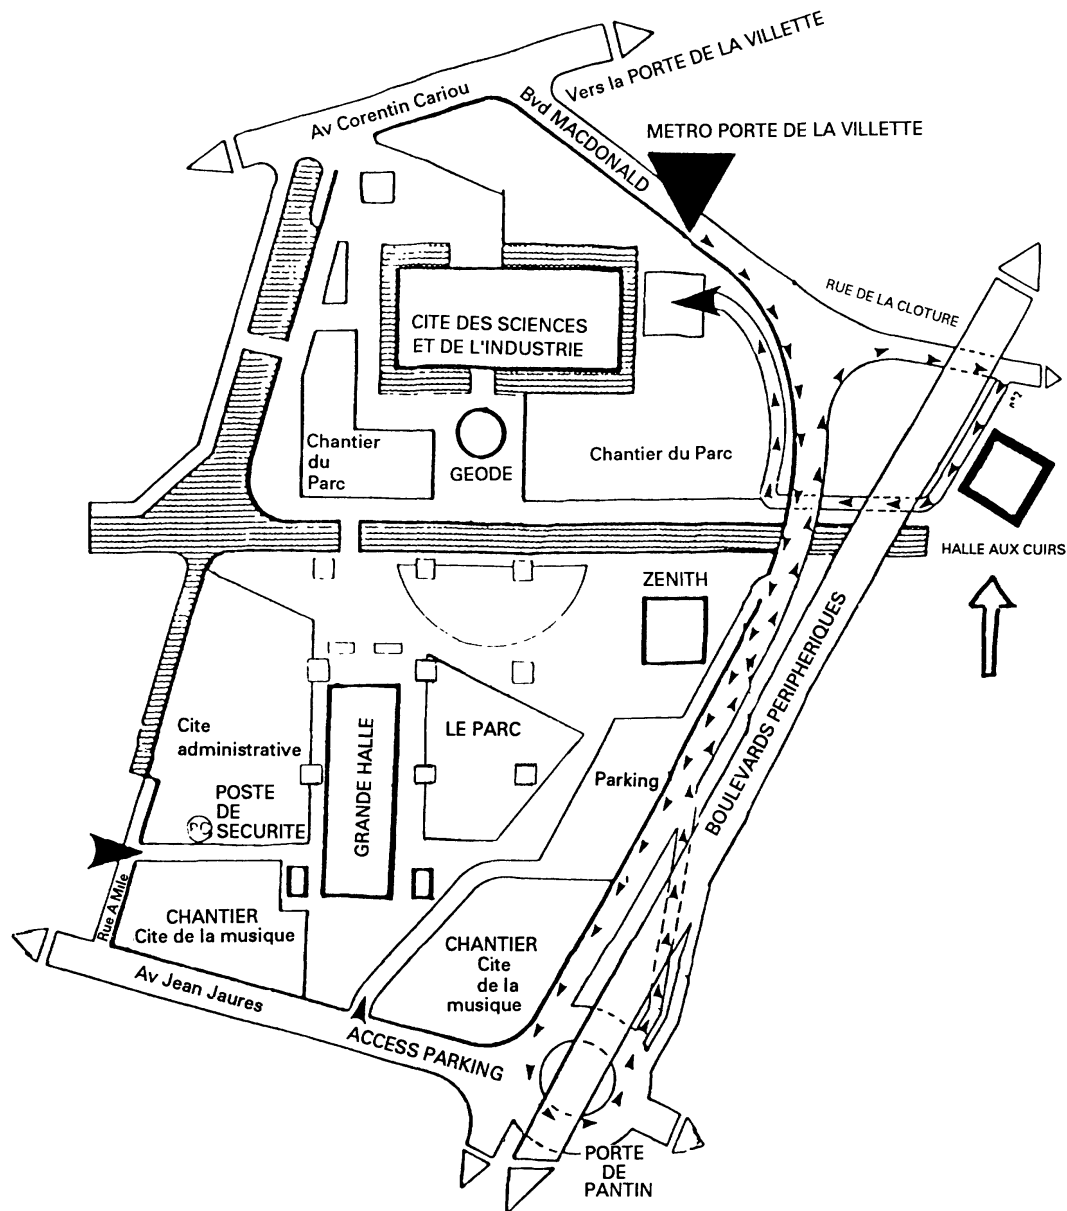 Vers la PORTE DE LA VILLETTE
Av Corentin Cariou
Bvd MACDONALD
METRO PORTE DE LA VILLETTE
RUE DE LA CLOTURE
CITE DES SCIENCES
ET DE L'INDUSTRIE
n°2
Chantier
du
Parc
GEODE
Chantier du Parc
HALLE AUX CUIRS
ZENITH
BOULEVARDS PERIPHERIQUES
Cite
administrative
GRANDE HALLE
LE PARC
Parking
POSTE
DE
SECURITE
PC
Rue A Mile
CHANTIER
Cite de la musique
CHANTIER
Cite
de la
musique
Av Jean Jaures
ACCESS PARKING
PORTE
DE
PANTIN